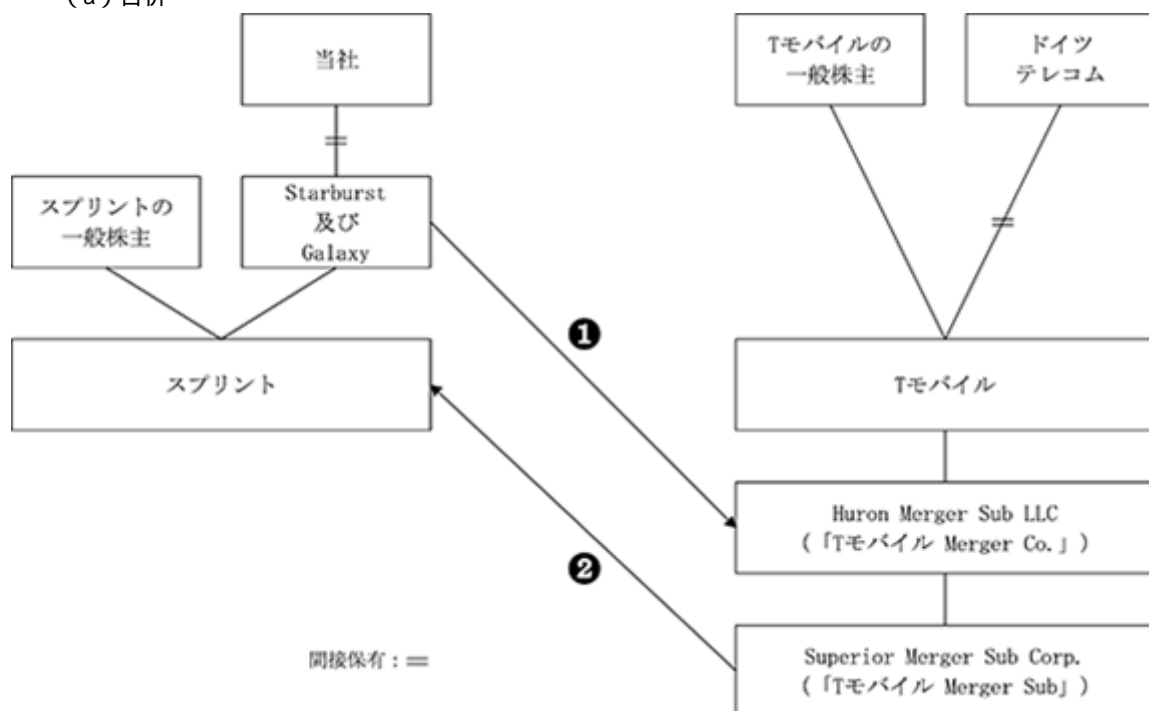 （a）合併
当社
Tモバイルの
一般株主
ドイツ
テレコム
スプリントの
一般株主
Starburst
及び
Galaxy
❶
スプリント
Tモバイル
Huron Merger Sub LLC
(「Tモバイル Merger Co.」)
❷
間接保有：＝
Superior Merger Sub Corp.
(「Tモバイル Merger Sub」)